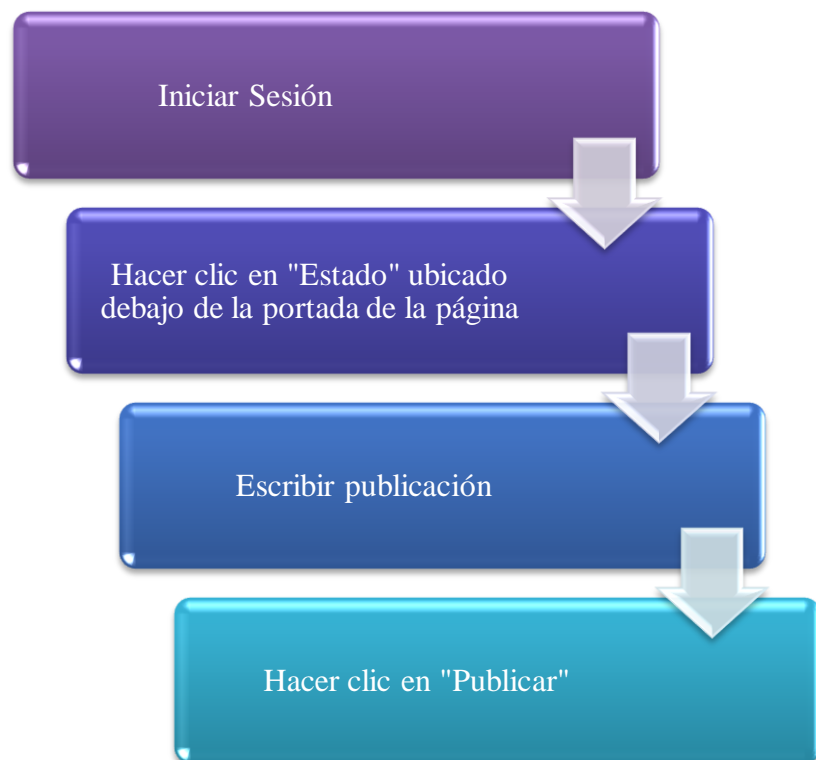 Iniciar Sesión
Hacer clic en "Estado" ubicado
debajo de la portada de la página
Escribir publicación
Hacer clic en "Publicar"